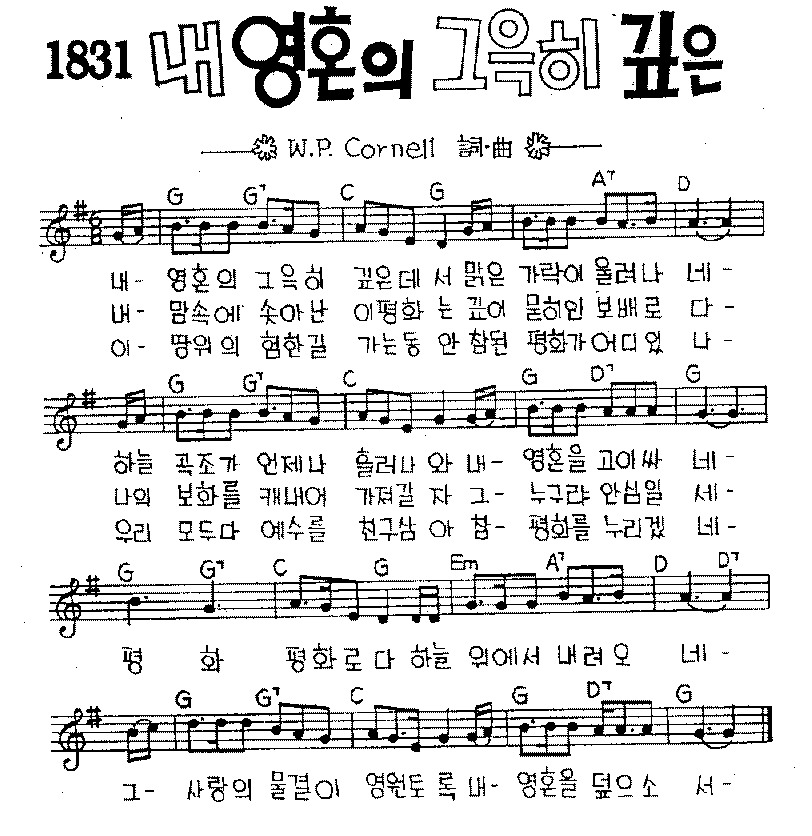 1831 내 영혼의 그윽히 깊은
W.P. Cornell 詞·曲
G G7 C G A7 D
내- 영혼의 그윽히 깊은데서 맑은 가락이 울려나 네-
내- 맘속에 솟아난 이평화는 깊이 묻히인 보배로 다-
이- 땅위의 험한길 가는동안 참된 평화가 어디있 나-
G G7 C G D7 G
하늘 곡조가 언제나 흘러나와 내- 영혼을 고이싸 네-
나의 보화를 캐내어 가져갈자 그- 누구랴 안심일 세-
우리 모두다 예수를 친구삼아 참- 평화를 누리겠 네-
G G7 C G Em A7 D D7
평 화 평화로다 하늘 위에서 내려오 네-
G G7 C G D7 G
그- 사랑의 물결이 영원도록 내- 영혼을 덮으소 서-